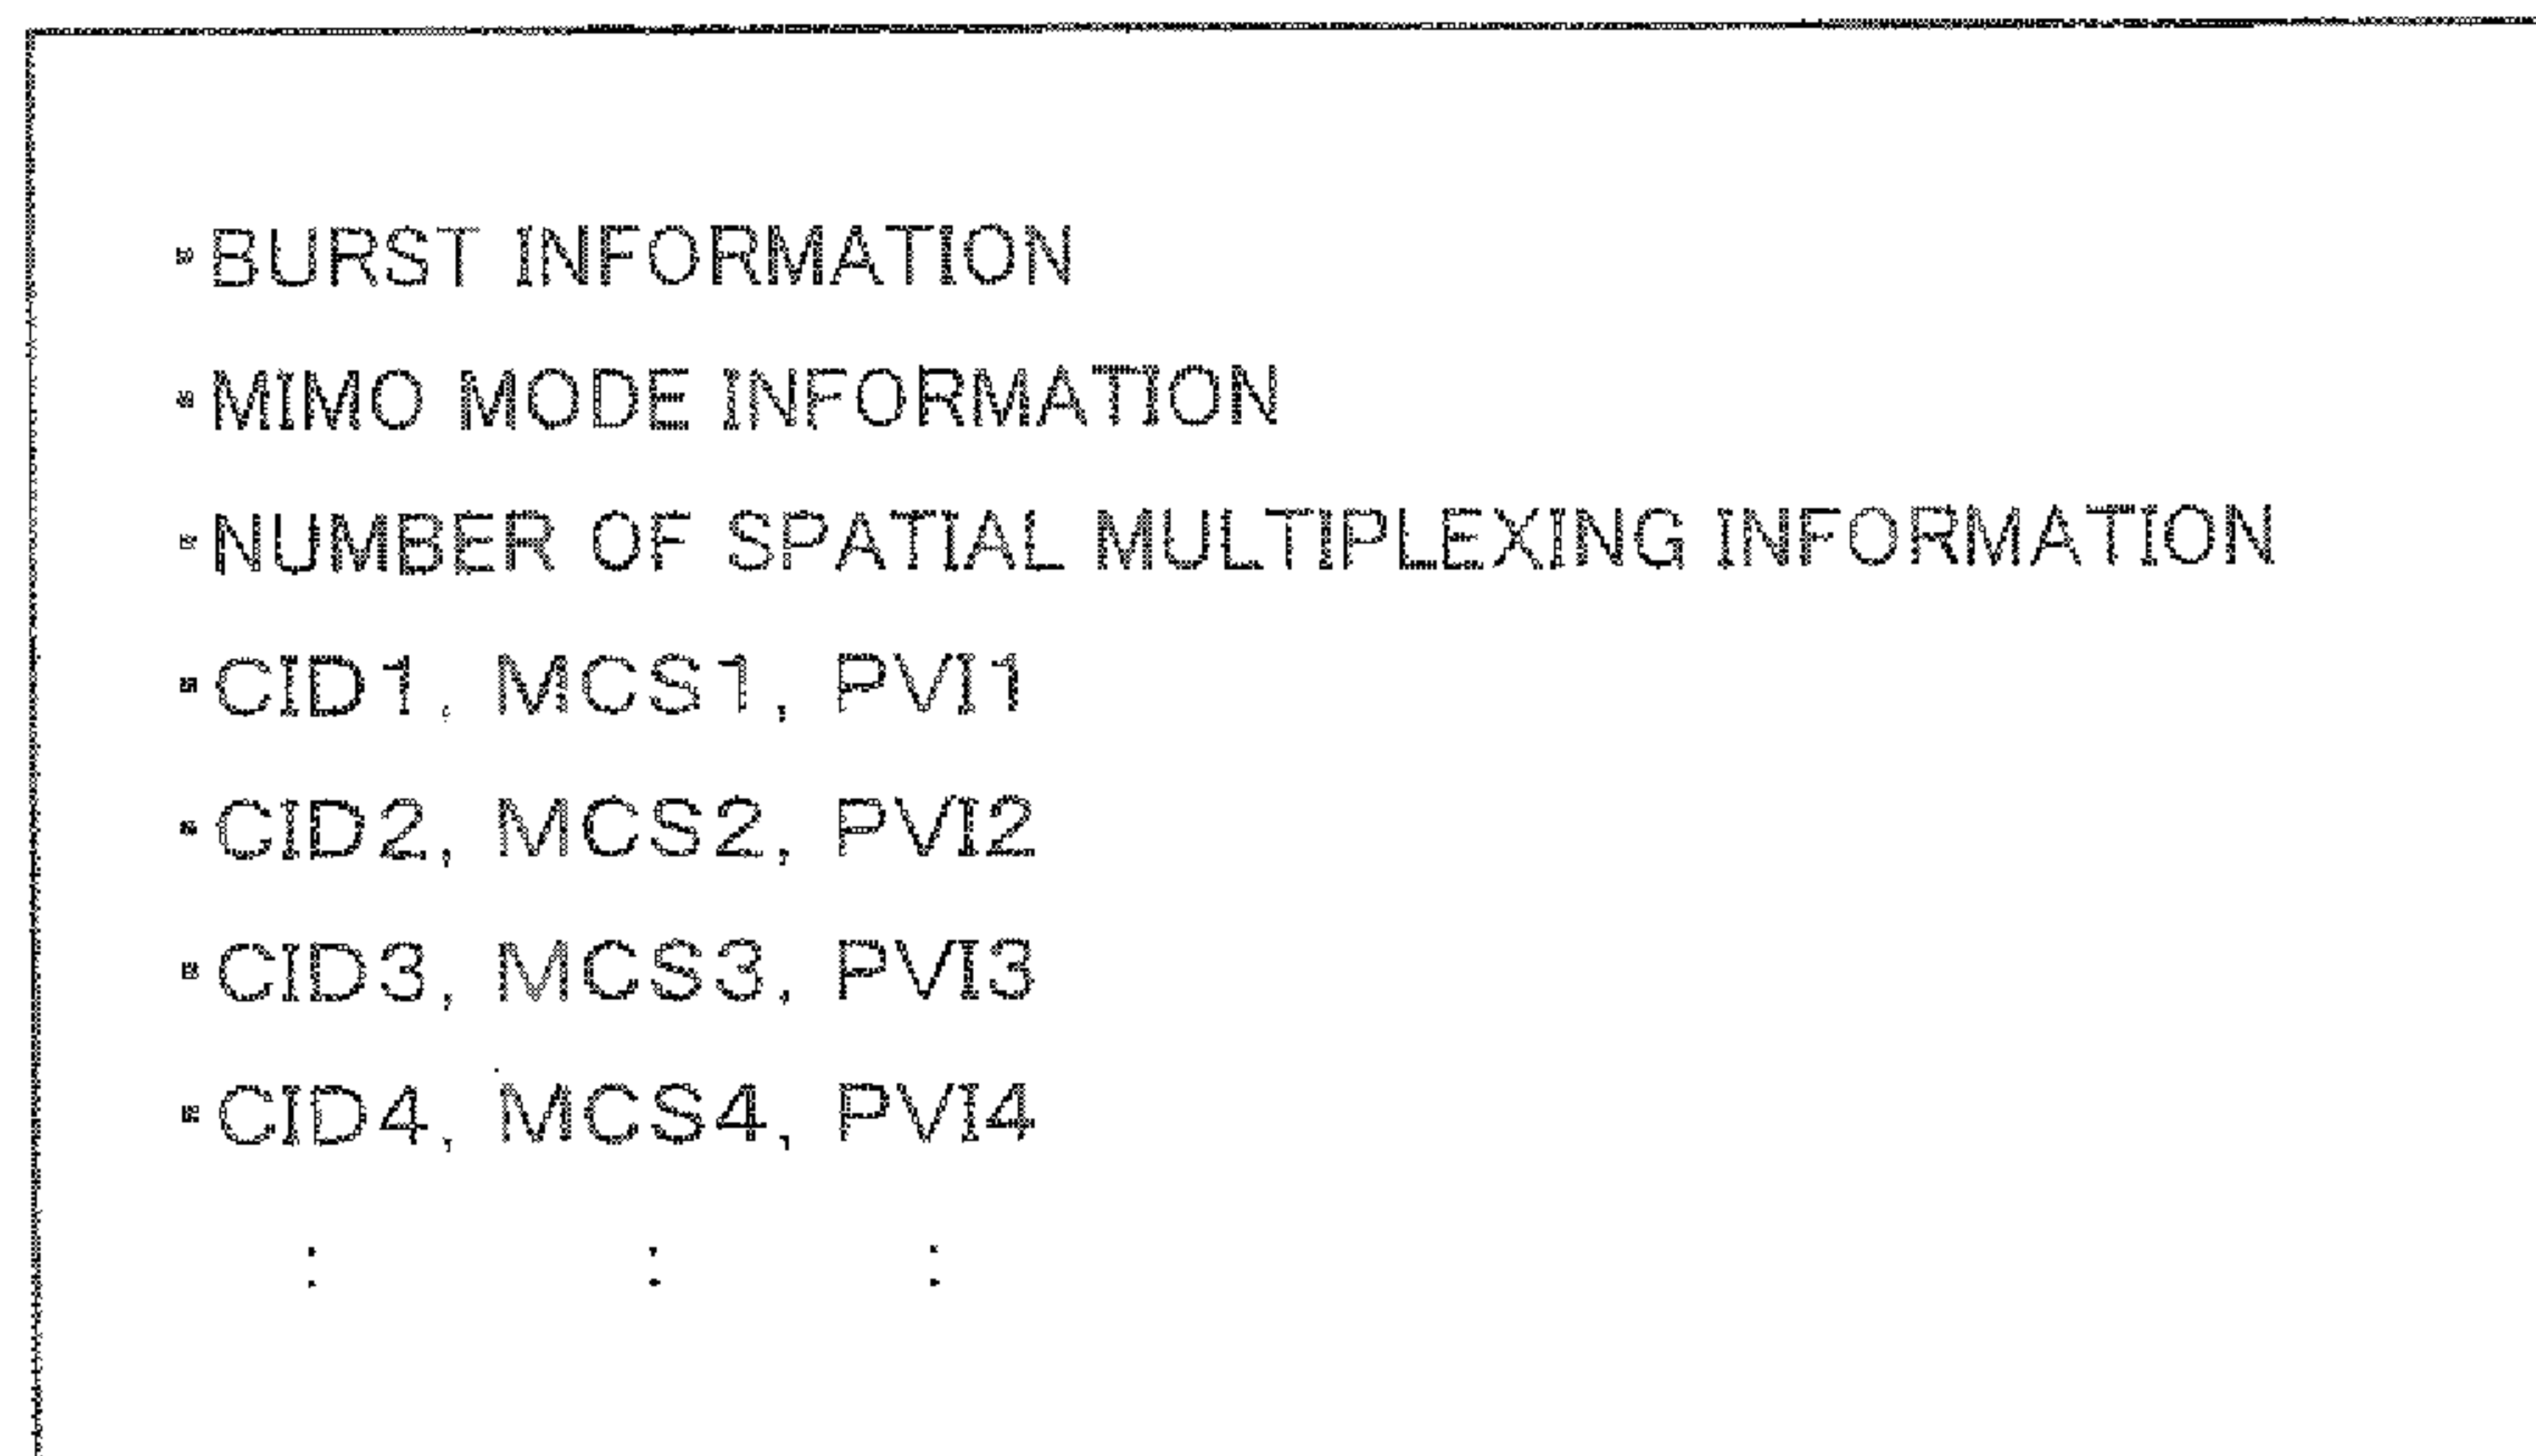 ・BURST INFORMATION
・MIMO MODE INFORMATION
・NUMBER OF SPATIAL MULTIPLEXING INFORMATION
・CID1, MCS1, PVI1
・CID2, MCS2, PVI2
・CID3, MCS3, PVI3
・CID4, MCS4, PVI4
: : :